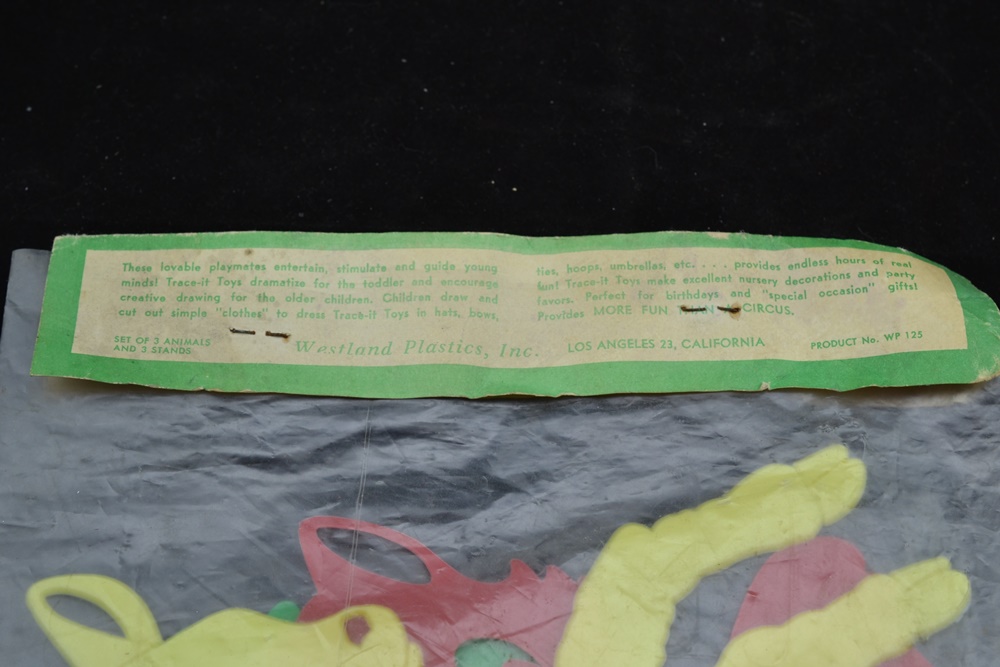 These lovable playmates entertain, stimulate and guide young
minds! Trace-it Toys dramatize for the toddler and encourage
creative drawing for the older children. Children draw and
cut out simple "clothes" to dress Trace-it Toys in hats, bows,
ties, hoops, umbrellas, etc. . . . provides endless hours of real
fun! Trace-it Toys make excellent nursery decorations and party
favors. Perfect for birthdays and "special occasion" gifts!
Provides MORE FUN CIRCUS.
SET OF 3 ANIMALS
AND 3 STANDS
Westland Plastics, Inc.
LOS ANGELES 23, CALIFORNIA
PRODUCT No. WP 125